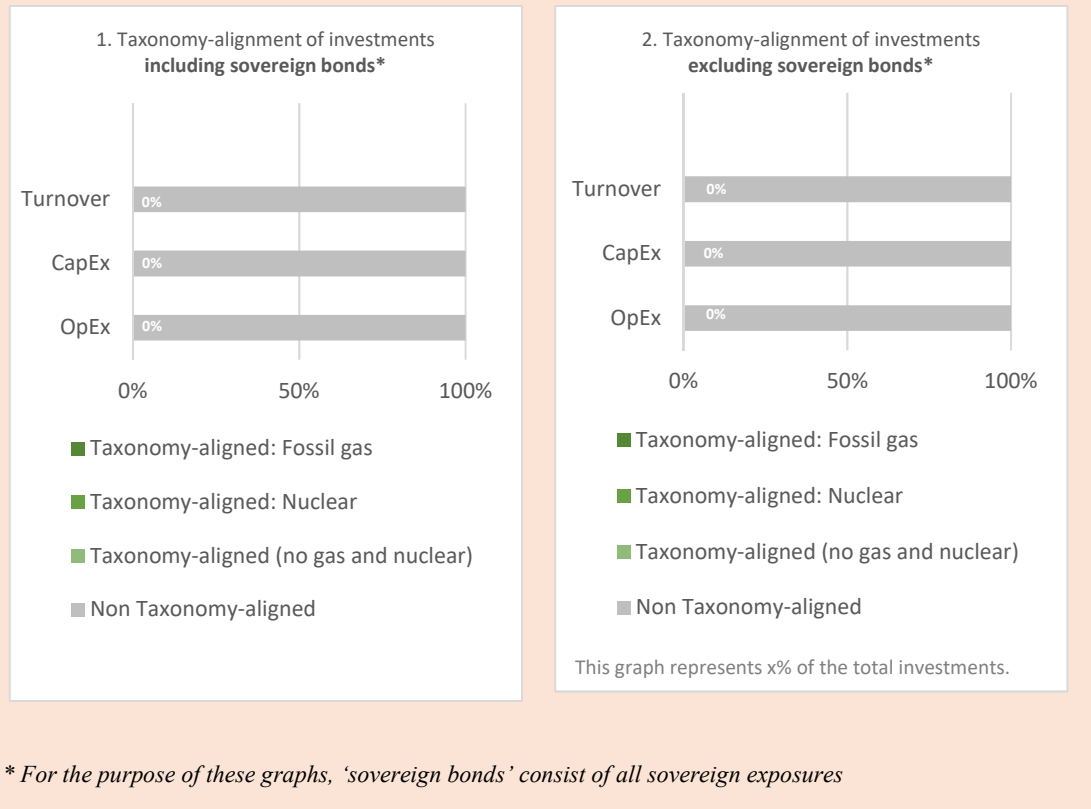 1. Taxonomy-alignment of investments
including sovereign bonds*
Turnover
0%
CapEx
0%
OpEx
0%
0%
50%
100%
Taxonomy-aligned: Fossil gas
Taxonomy-aligned: Nuclear
Taxonomy-aligned (no gas and nuclear)
Non Taxonomy-aligned
2. Taxonomy-alignment of investments
excluding sovereign bonds*
Turnover
0%
CapEx
0%
OpEx
0%
0%
50%
100%
Taxonomy-aligned: Fossil gas
Taxonomy-aligned: Nuclear
Taxonomy-aligned (no gas and nuclear)
Non Taxonomy-aligned
This graph represents x% of the total investments.
* For the purpose of these graphs, ‘sovereign bonds’ consist of all sovereign exposures